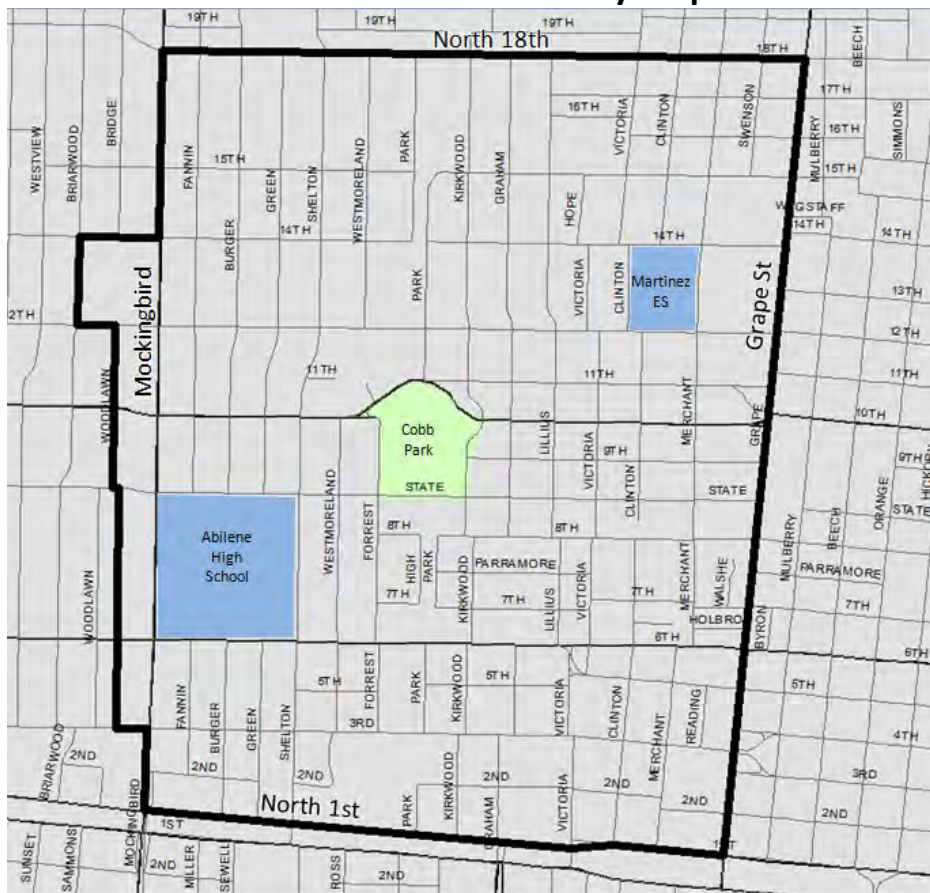 19TH
19TH
19TH
North 18th
18TH
BEECH
17TH
WESTVIEW
BRIARWOOD
BRIDGE
FANNIN
15TH
GREEN
SHELTON
WESTMORELAND
PARK
KIRKWOOD
GRAHAM
16TH
VICTORIA
CLINTON
SWENSON
MULBERRY
16TH
SIMMONS
15TH
BURGER
14TH
HOPE
14TH
14TH
14TH
Mockingbird
PARK
VICTORIA
CLINTON
Martinez
ES
Grape St
13TH
2TH
12TH
11TH
11TH
11TH
WOODLAWN
Cobb
Park
LILLIUS
VICTORIA
MERCHANT
GRAPE
10TH
9TH
CLINTON
9TH
STATE
STATE
STATE
ORANGE
Abilene
High
School
WESTMORELAND
FORREST
8TH
8TH
BEECH
MULBERRY
HIGH
PARK
PARRAMORE
PARRAMORE
KIRKWOOD
7TH
7TH
LILLIUS
VICTORIA
7TH
MERCHANT
WALSHE
7TH
WOODLAWN
HOLBRO
6TH
BYRON
6TH
FANNIN
BURGER
GREEN
SHELTON
5TH
FORREST
PARK
KIRKWOOD
5TH
VICTORIA
CLINTON
MERCHANT
READING
5TH
3RD
4TH
BRIARWOOD
2ND
2ND
2ND
2ND
2ND
2ND
3RD
2ND
MOCKINGBIRD
North 1st
PARK
KIRKWOOD
GRAHAM
VICTORIA
1ST
SUNSET
SAMMONS
2ND
MILLER
SEWELL
ROSS
2ND